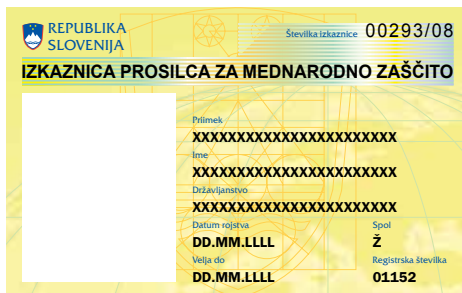 REPUBLIKA
SLOVENIJA
Številka izkaznice 00293/08
IZKAZNICA PROSILCA ZA MEDNARODNO ZAŠČITO
Priimek
XXXXXXXXXXXXXXXXXXXXXXX
Ime
XXXXXXXXXXXXXXXXXXXXXXX
Državljanstvo
XXXXXXXXXXXXXXXXXXXXXXX
Datum rojstva Spol
DD.MM.LLLL Ž
Velja do Registrska številka
DD.MM.LLLL 01152